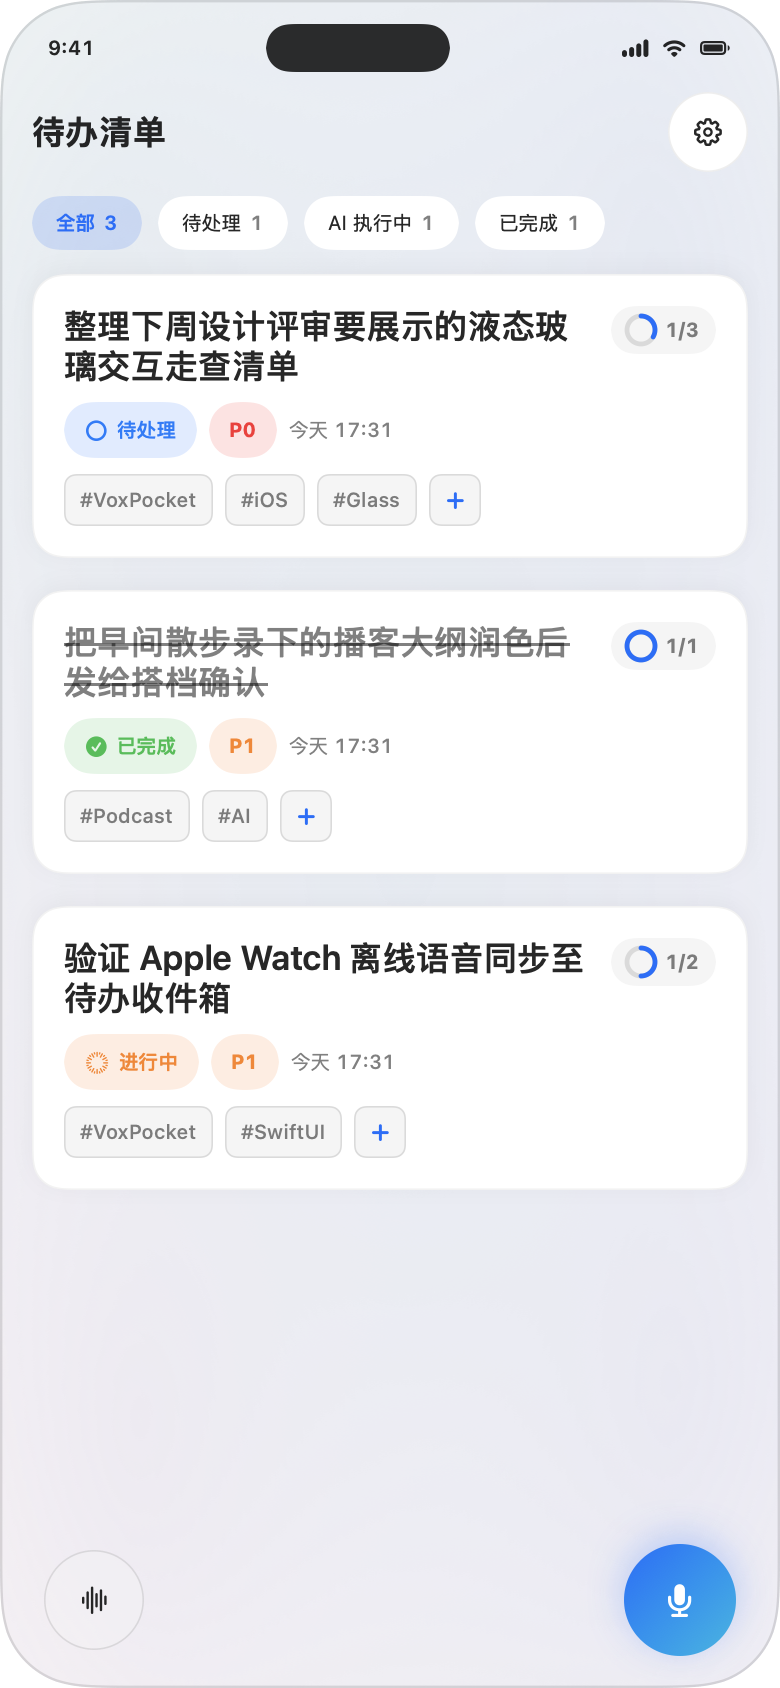 9:41
待办清单
全部 3
待处理 1
AI 执行中 1
已完成 1
整理下周设计评审要展示的液态玻
璃交互走查清单
1/3
待处理
P0
今天 17:31
#VoxPocket
#iOS
#Glass
+
把早间散步录下的播客大纲润色后
发给搭档确认
1/1
已完成
P1
今天 17:31
#Podcast
#AI
+
验证 Apple Watch 离线语音同步至
待办收件箱
1/2
进行中
P1
今天 17:31
#VoxPocket
#SwiftUI
+